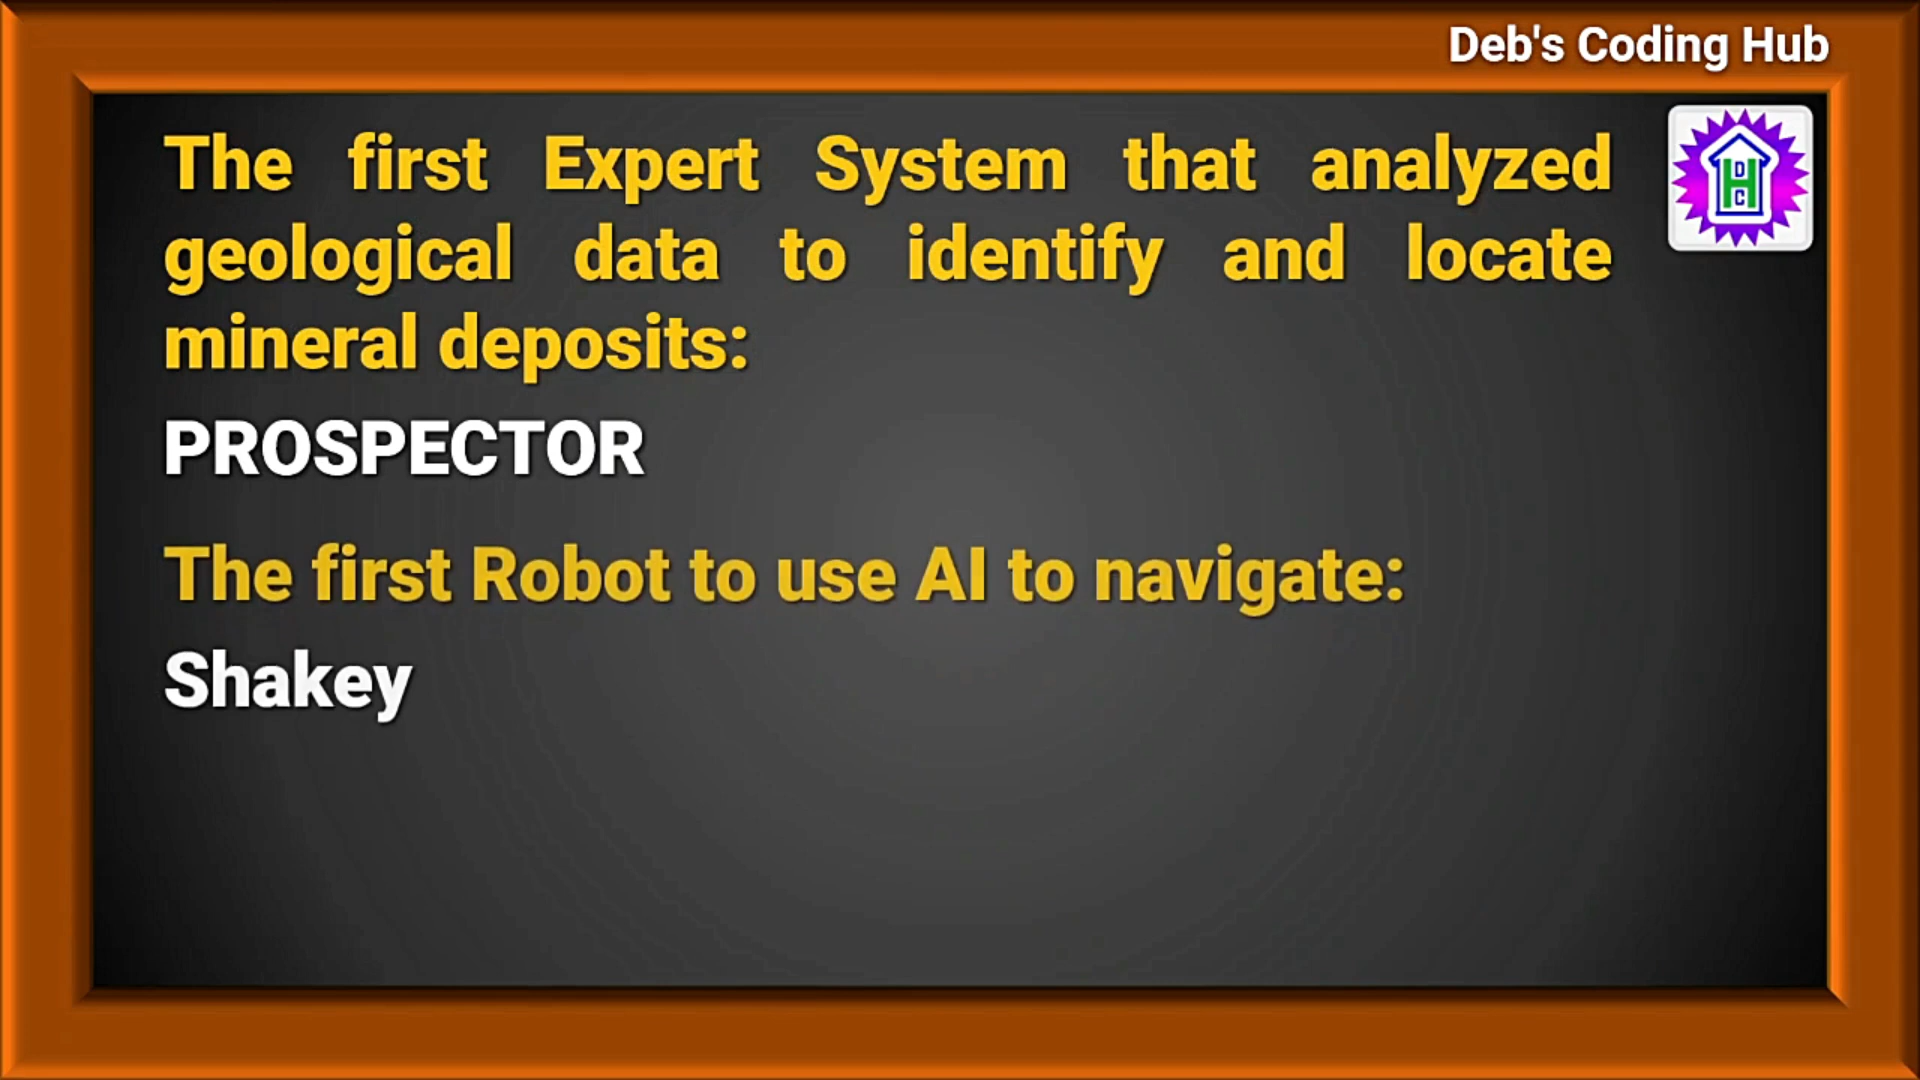 Deb's Coding Hub
The first Expert System that analyzed
geological data to identify and locate
mineral deposits:
PROSPECTOR
The first Robot to use AI to navigate:
Shakey
D
H
C